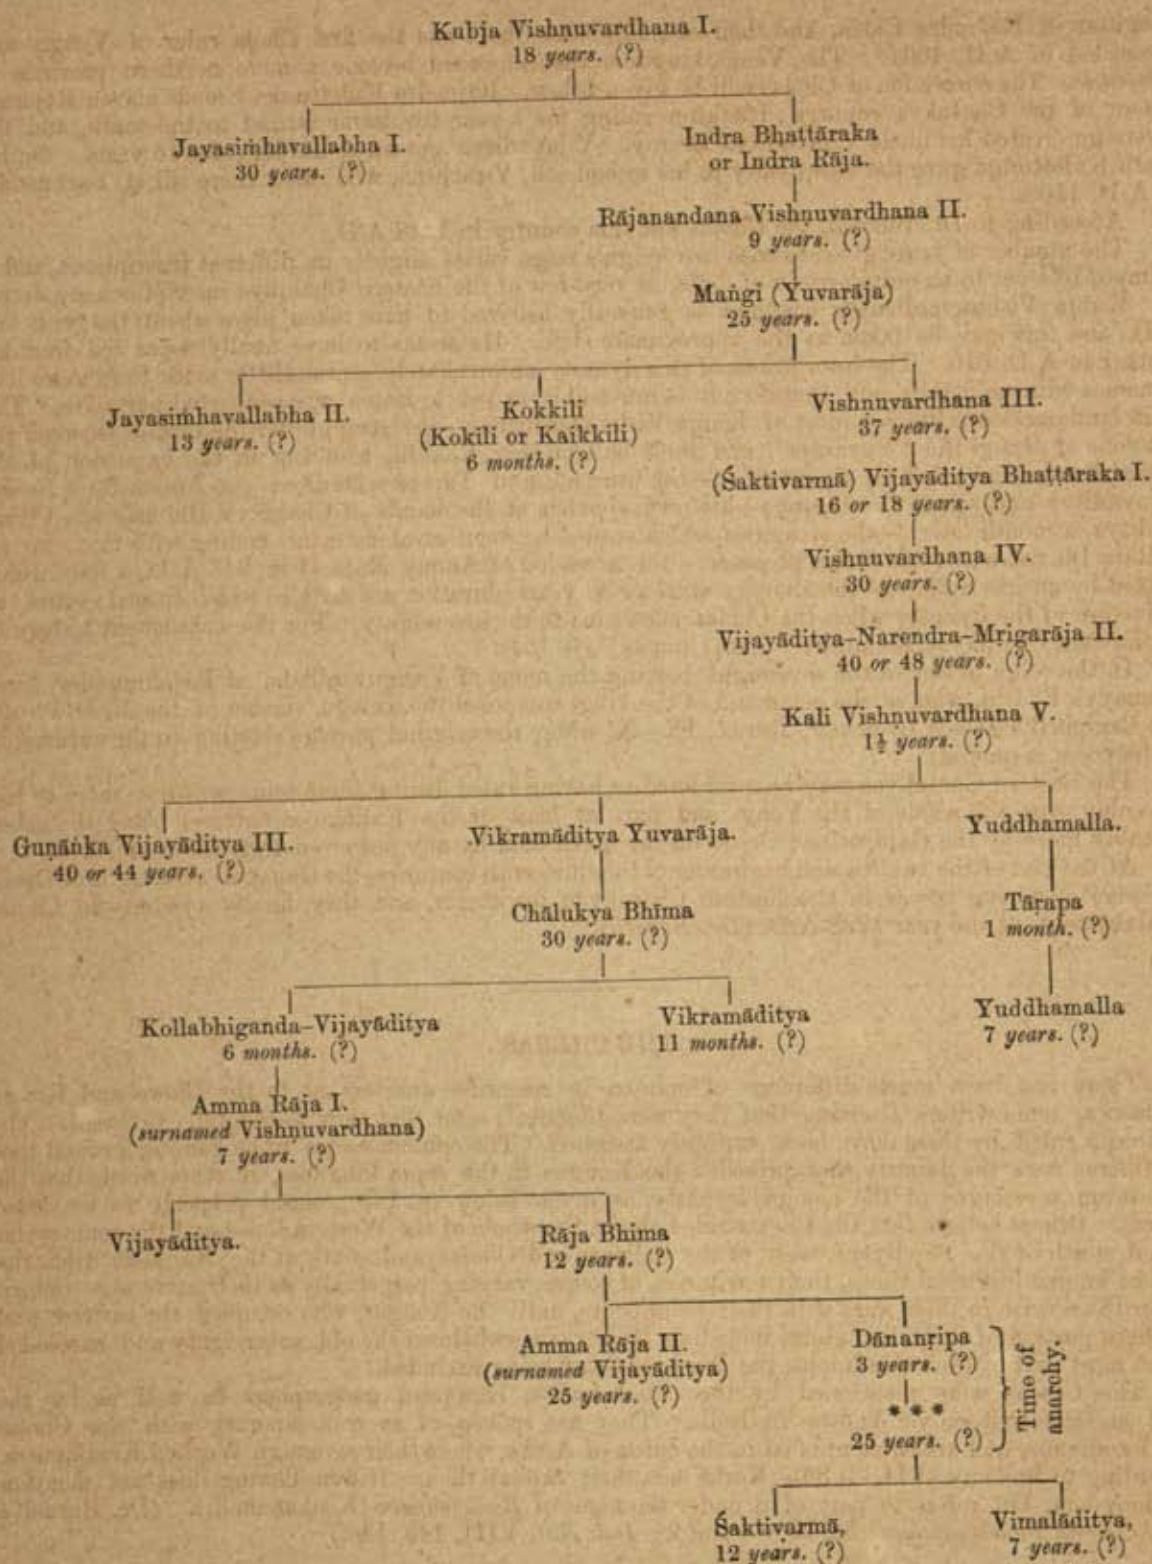 Kubja Vishṇuvardhana I.
18 years. (?)
Jayasiṁhavallabha I.
30 years. (?)
Indra Bhaṭṭāraka
or Indra Rāja.
Rājanandana Vishṇuvardhana II.
9 years. (?)
Maṅgi (Yuvarāja)
25 years. (?)
Jayasiṁhavallabha II.
13 years. (?)
Kokkili
(Kokili or Kaikkili)
6 months. (?)
Vishṇuvardhana III.
37 years. (?)
(Śaktivarmā) Vijayāditya Bhaṭṭāraka I.
16 or 18 years. (?)
Vishṇuvardhana IV.
30 years. (?)
Vijayāditya-Narendra-Mṛigarāja II.
40 or 48 years. (?)
Kali Vishṇuvardhana V.
1½ years. (?)
Guṇāṅka Vijayāditya III.
40 or 44 years. (?)
Vikramāditya Yuvarāja.
Yuddhamalla.
Chālukya Bhīma
30 years. (?)
Tārapa
1 month. (?)
Kollabhiganda-Vijayāditya
6 months. (?)
Vikramāditya
11 months. (?)
Yuddhamalla
7 years. (?)
Amma Rāja I.
(surnamed Vishṇuvardhana)
7 years. (?)
Vijayāditya.
Rāja Bhima
12 years. (?)
Amma Rāja II.
(surnamed Vijayāditya)
25 years. (?)
Dānanṛipa
3 years. (?)
* * *
25 years. (?)
Time of
anarchy.
Śaktivarmā,
12 years. (?)
Vimalāditya,
7 years. (?)